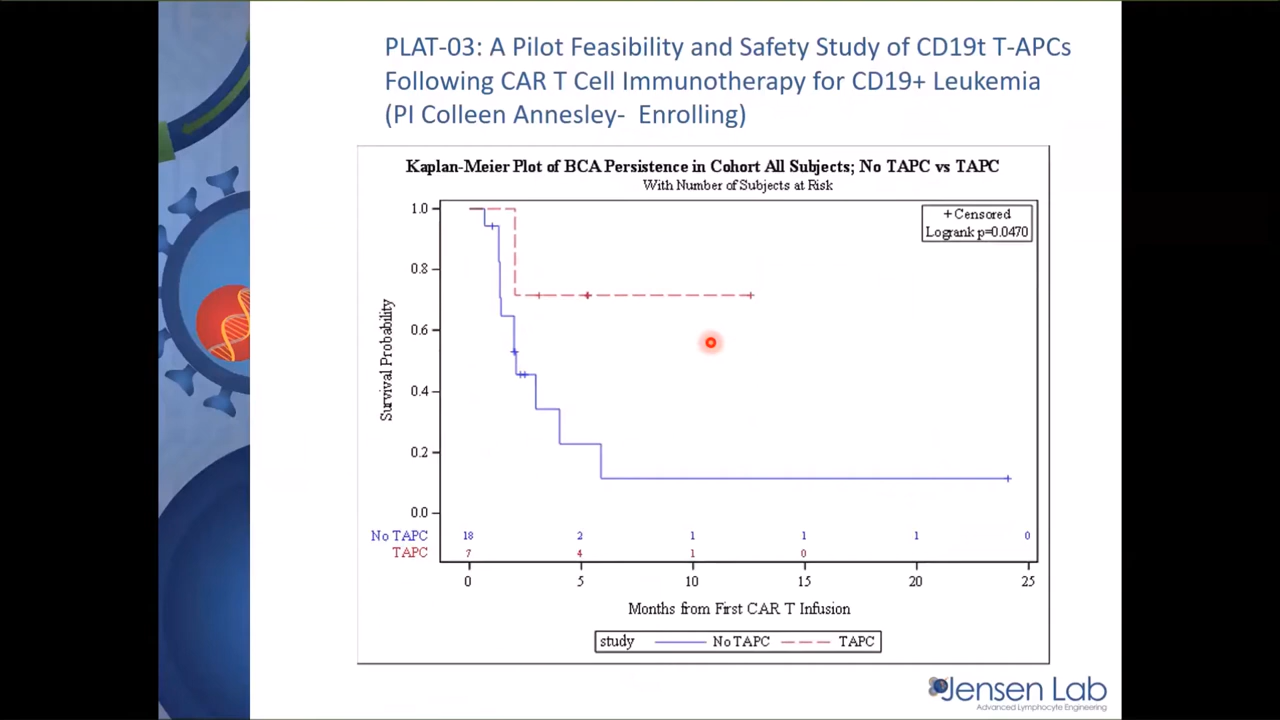 PLAT-03: A Pilot Feasibility and Safety Study of CD19t T-APCs
Following CAR T Cell Immunotherapy for CD19+ Leukemia
(PI Colleen Annesley- Enrolling)
Kaplan-Meier Plot of BCA Persistence in Cohort All Subjects; No TAPC vs TAPC
With Number of Subjects at Risk
+ Censored
Logrank p=0.0470
Survival Probability
1.0
0.8
0.6
0.4
0.2
0.0
No TAPC 18 2 1 1 1 0
TAPC 7 4 1 0
0 5 10 15 20 25
Months from First CAR T Infusion
study No TAPC TAPC
Jensen Lab
Advanced Lymphocyte Engineering